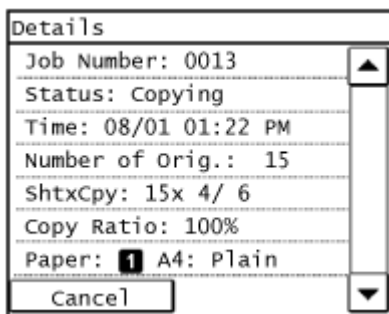 Details
Job Number: 0013
Status: Copying
Time: 08/01 01:22 PM
Number of Orig.: 15
ShtxCpy: 15x 4/ 6
Copy Ratio: 100%
Paper: 1 A4: Plain
Cancel